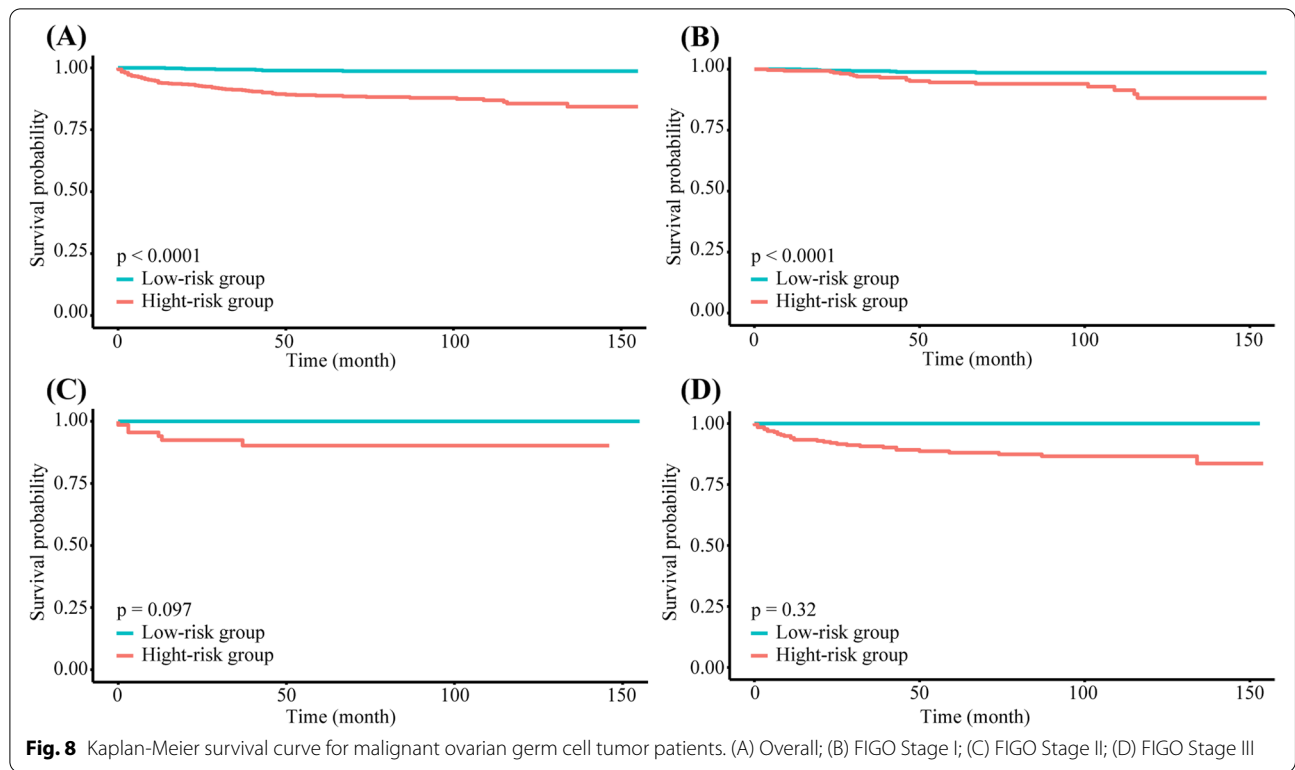 (A)
Survival probability
1.00
0.75
0.50
0.25
0.00
p < 0.0001
Low-risk group
Hight-risk group
0 50 100 150
Time (month)
(B)
Survival probability
1.00
0.75
0.50
0.25
0.00
p < 0.0001
Low-risk group
Hight-risk group
0 50 100 150
Time (month)
(C)
Survival probability
1.00
0.75
0.50
0.25
0.00
p = 0.097
Low-risk group
Hight-risk group
0 50 100 150
Time (month)
(D)
Survival probability
1.00
0.75
0.50
0.25
0.00
p = 0.32
Low-risk group
Hight-risk group
0 50 100 150
Time (month)
Fig. 8 Kaplan-Meier survival curve for malignant ovarian germ cell tumor patients. (A) Overall; (B) FIGO Stage I; (C) FIGO Stage II; (D) FIGO Stage III